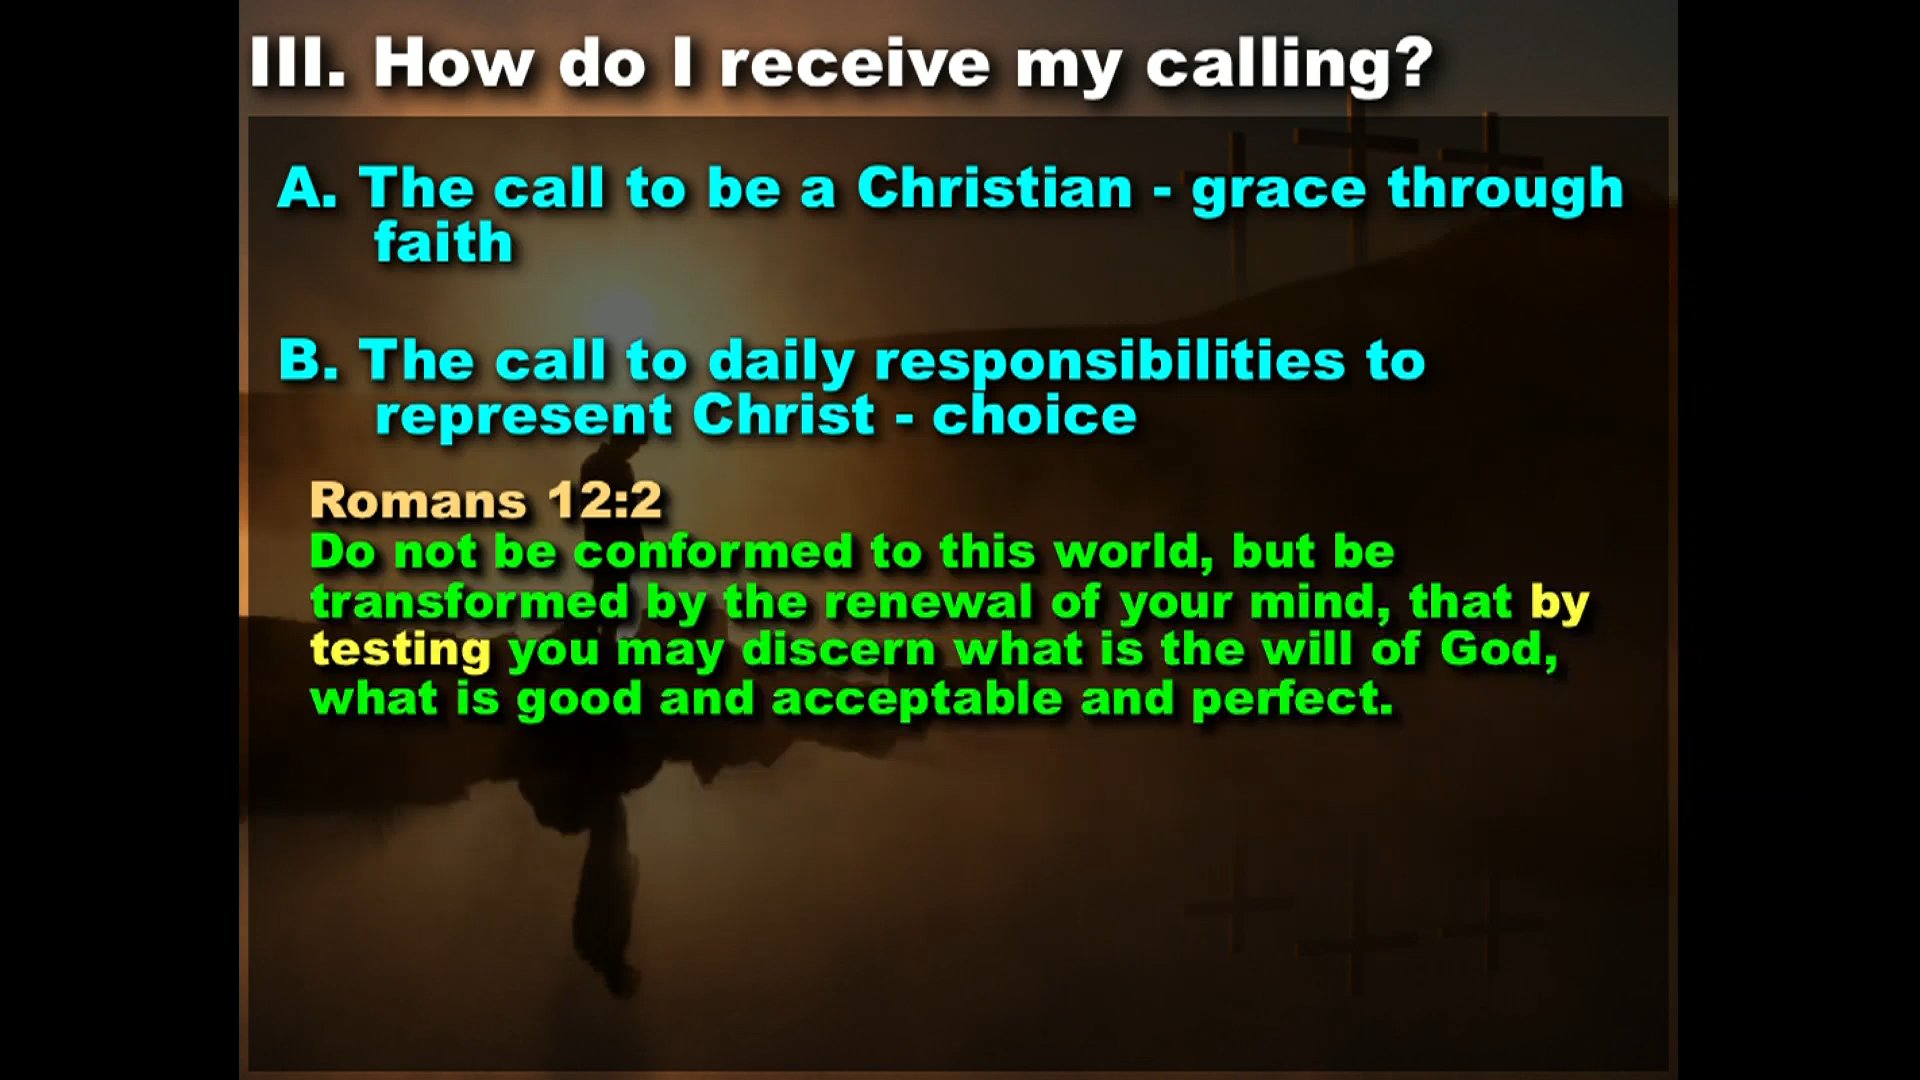 III. How do I receive my calling?
A. The call to be a Christian - grace through
faith
B. The call to daily responsibilities to
represent Christ - choice
Romans 12:2
Do not be conformed to this world, but be
transformed by the renewal of your mind, that by
testing you may discern what is the will of God,
what is good and acceptable and perfect.